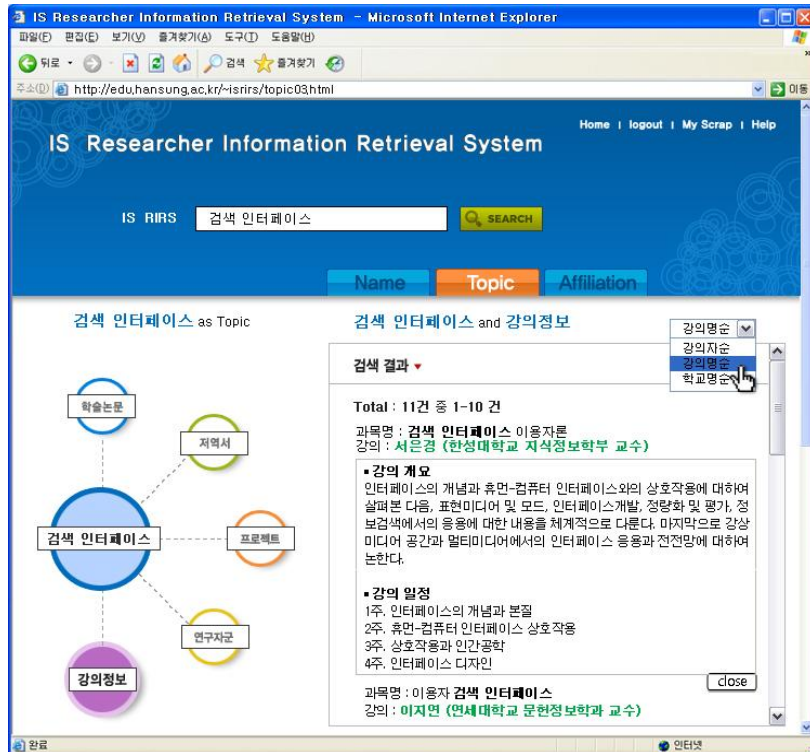 IS Researcher Information Retrieval System - Microsoft Internet Explorer
파일(F) 편집(E) 보기(V) 즐겨찾기(A) 도구(T) 도움말(H)
뒤로 검색 즐겨찾기
주소(D) http://edu.hansung.ac.kr/~isrirs/topic03.html 이동
Home | logout | My Scrap | Help
IS Researcher Information Retrieval System
IS RIRS 검색 인터페이스 SEARCH
Name Topic Affiliation
검색 인터페이스 as Topic
검색 인터페이스 and 강의정보
강의명순
강의자순
강의명순
학교명순
검색 결과
학술논문
저역서
검색 인터페이스
프로젝트
연구자군
강의정보
Total : 11건 중 1-10 건
과목명 : 검색 인터페이스 이용자론
강의 : 서은경 (한성대학교 지식정보학부 교수)
▪ 강의 개요
인터페이스의 개념과 휴먼-컴퓨터 인터페이스와의 상호작용에 대하여
살펴본 다음, 표현미디어 및 모드, 인터페이스개발, 정량화 및 평가, 정
보검색에서의 응용에 대한 내용을 체계적으로 다룬다. 마지막으로 강상
미디어 공간과 멀티미디어에서의 인터페이스 응용과 전전망에 대하여
논한다.
▪ 강의 일정
1주. 인터페이스의 개념과 본질
2주. 휴먼-컴퓨터 인터페이스 상호작용
3주. 상호작용과 인간공학
4주. 인터페이스 디자인
close
과목명 : 이용자 검색 인터페이스
강의 : 이지연 (연세대학교 문헌정보학과 교수)
완료 인터넷